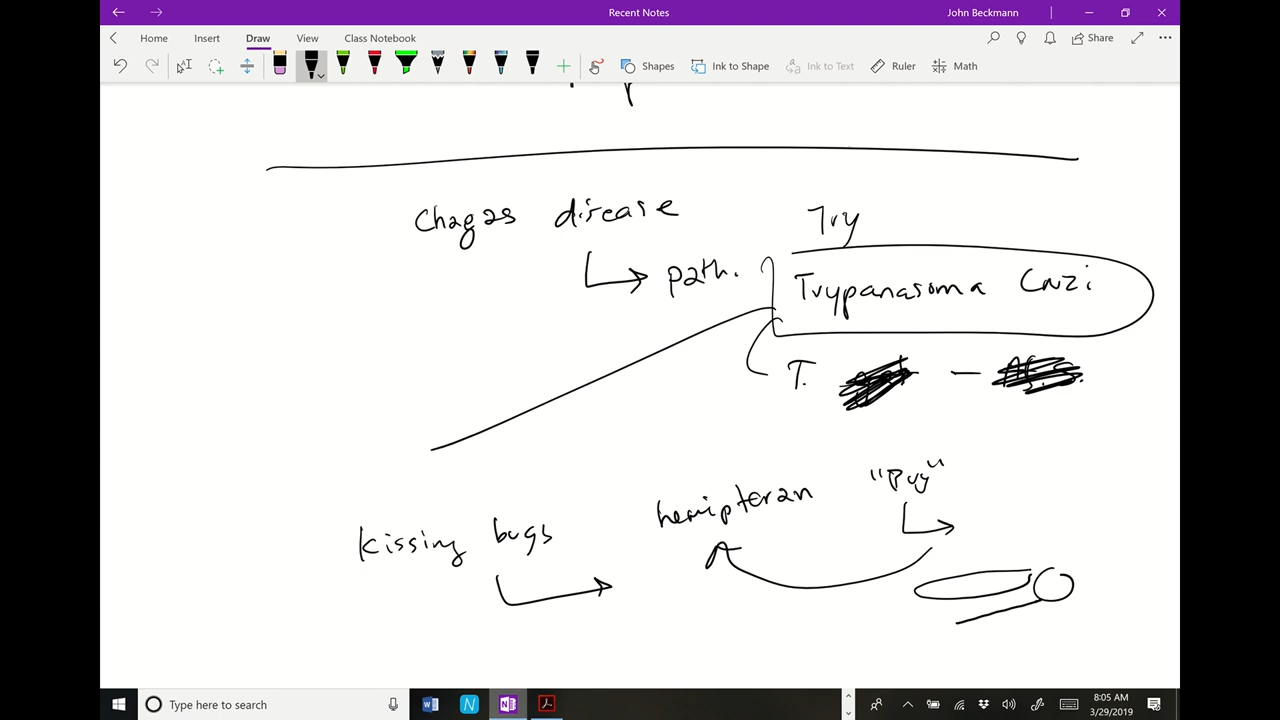 Recent Notes
John Beckmann
Home Insert Draw View Class Notebook
Share
Shapes Ink to Shape Ink to Text Ruler Math
Chagas disease
Try
path.
Trypanasoma Cruzi
T. —
hemipteran "Bug"
Kissing bugs
Type here to search
8:05 AM
3/29/2019